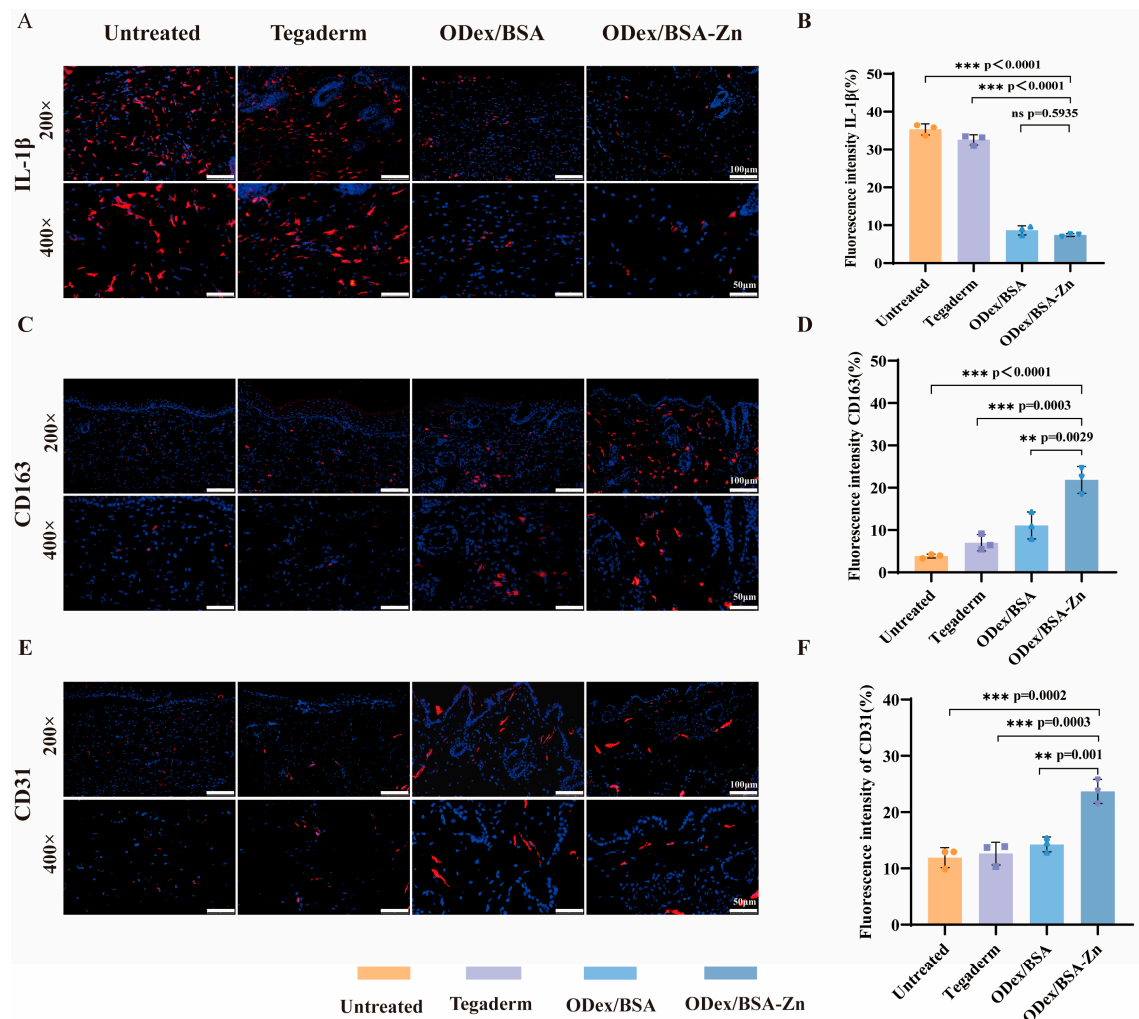 A
Untreated
Tegaderm
ODex/BSA
ODex/BSA-Zn
IL-1β
200×
400×
100μm
50μm
B
Fluorescence intensity IL-1β(%)
50
40
30
20
10
0
*** p<0.0001
*** p<0.0001
ns p=0.5935
Untreated
Tegaderm
ODex/BSA
ODex/BSA-Zn
C
CD163
200×
400×
100μm
50μm
D
Fluorescence intensity CD163(%)
50
40
30
20
10
0
*** p<0.0001
*** p=0.0003
** p=0.0029
Untreated
Tegaderm
ODex/BSA
ODex/BSA-Zn
E
CD31
200×
400×
100μm
50μm
F
Fluorescence intensity of CD31(%)
40
30
20
10
0
*** p=0.0002
*** p=0.0003
** p=0.001
Untreated
Tegaderm
ODex/BSA
ODex/BSA-Zn
Untreated
Tegaderm
ODex/BSA
ODex/BSA-Zn